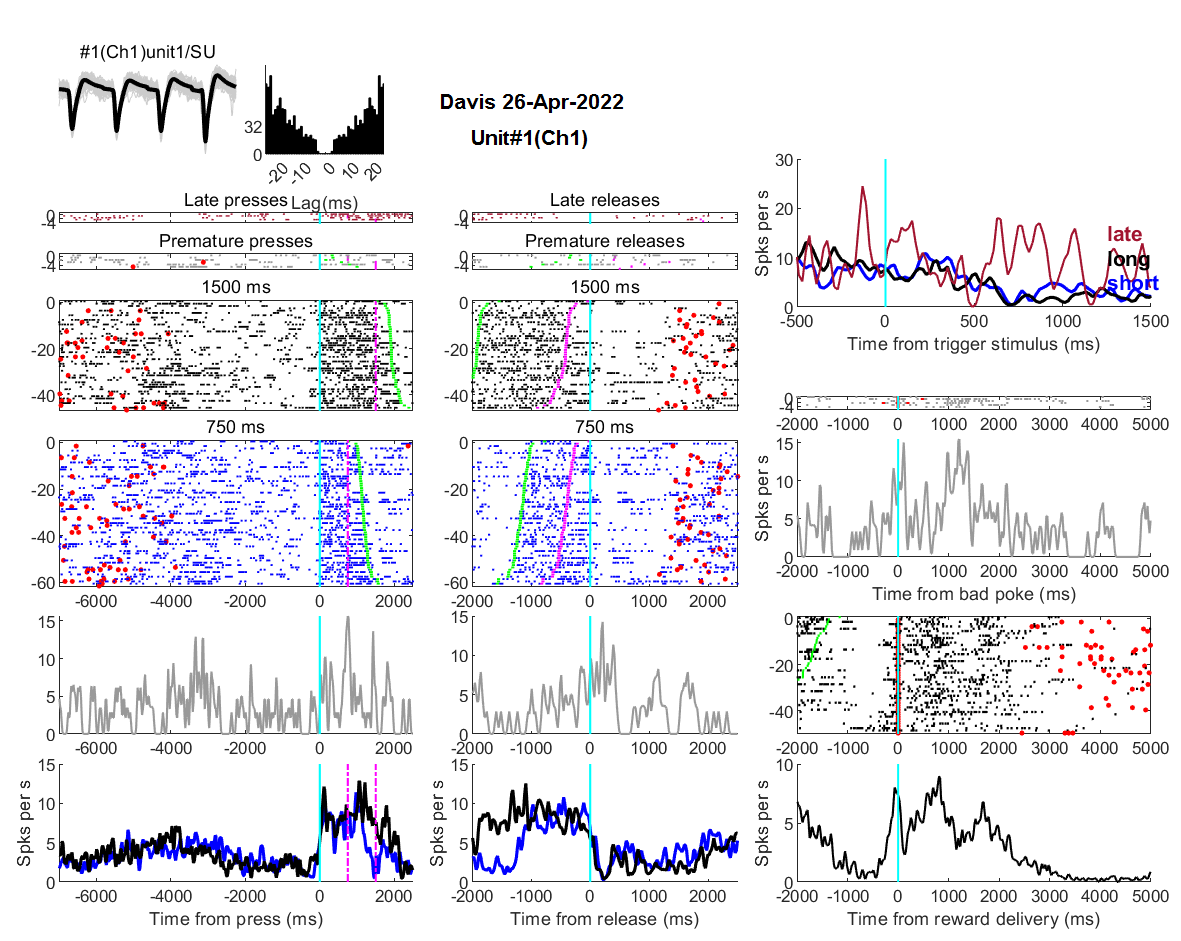 #1(Ch1)unit1/SU
32
0
-20 -10 0 10 20
Lag(ms)
Davis 26-Apr-2022
Unit#1(Ch1)
Late presses
0
-4
Premature presses
0
-4
1500 ms
0
-20
-40
750 ms
0
-20
-40
-60
-6000 -4000 -2000 0 2000
15
10
5
0
-6000 -4000 -2000 0 2000
Spks per s
15
10
5
0
-6000 -4000 -2000 0 2000
Time from press (ms)
Late releases
0
-4
Premature releases
0
-4
1500 ms
0
-20
-40
750 ms
0
-20
-40
-60
-2000 -1000 0 1000 2000
15
10
5
0
-2000 -1000 0 1000 2000
Spks per s
15
10
5
0
-2000 -1000 0 1000 2000
Time from release (ms)
Spks per s
30
20
10
0
late
long
short
-500 0 500 1000 1500
Time from trigger stimulus (ms)
0
-4
-2000 -1000 0 1000 2000 3000 4000 5000
Spks per s
15
10
5
0
-2000 -1000 0 1000 2000 3000 4000 5000
Time from bad poke (ms)
0
-20
-40
-2000 -1000 0 1000 2000 3000 4000 5000
Spks per s
10
5
0
-2000 -1000 0 1000 2000 3000 4000 5000
Time from reward delivery (ms)